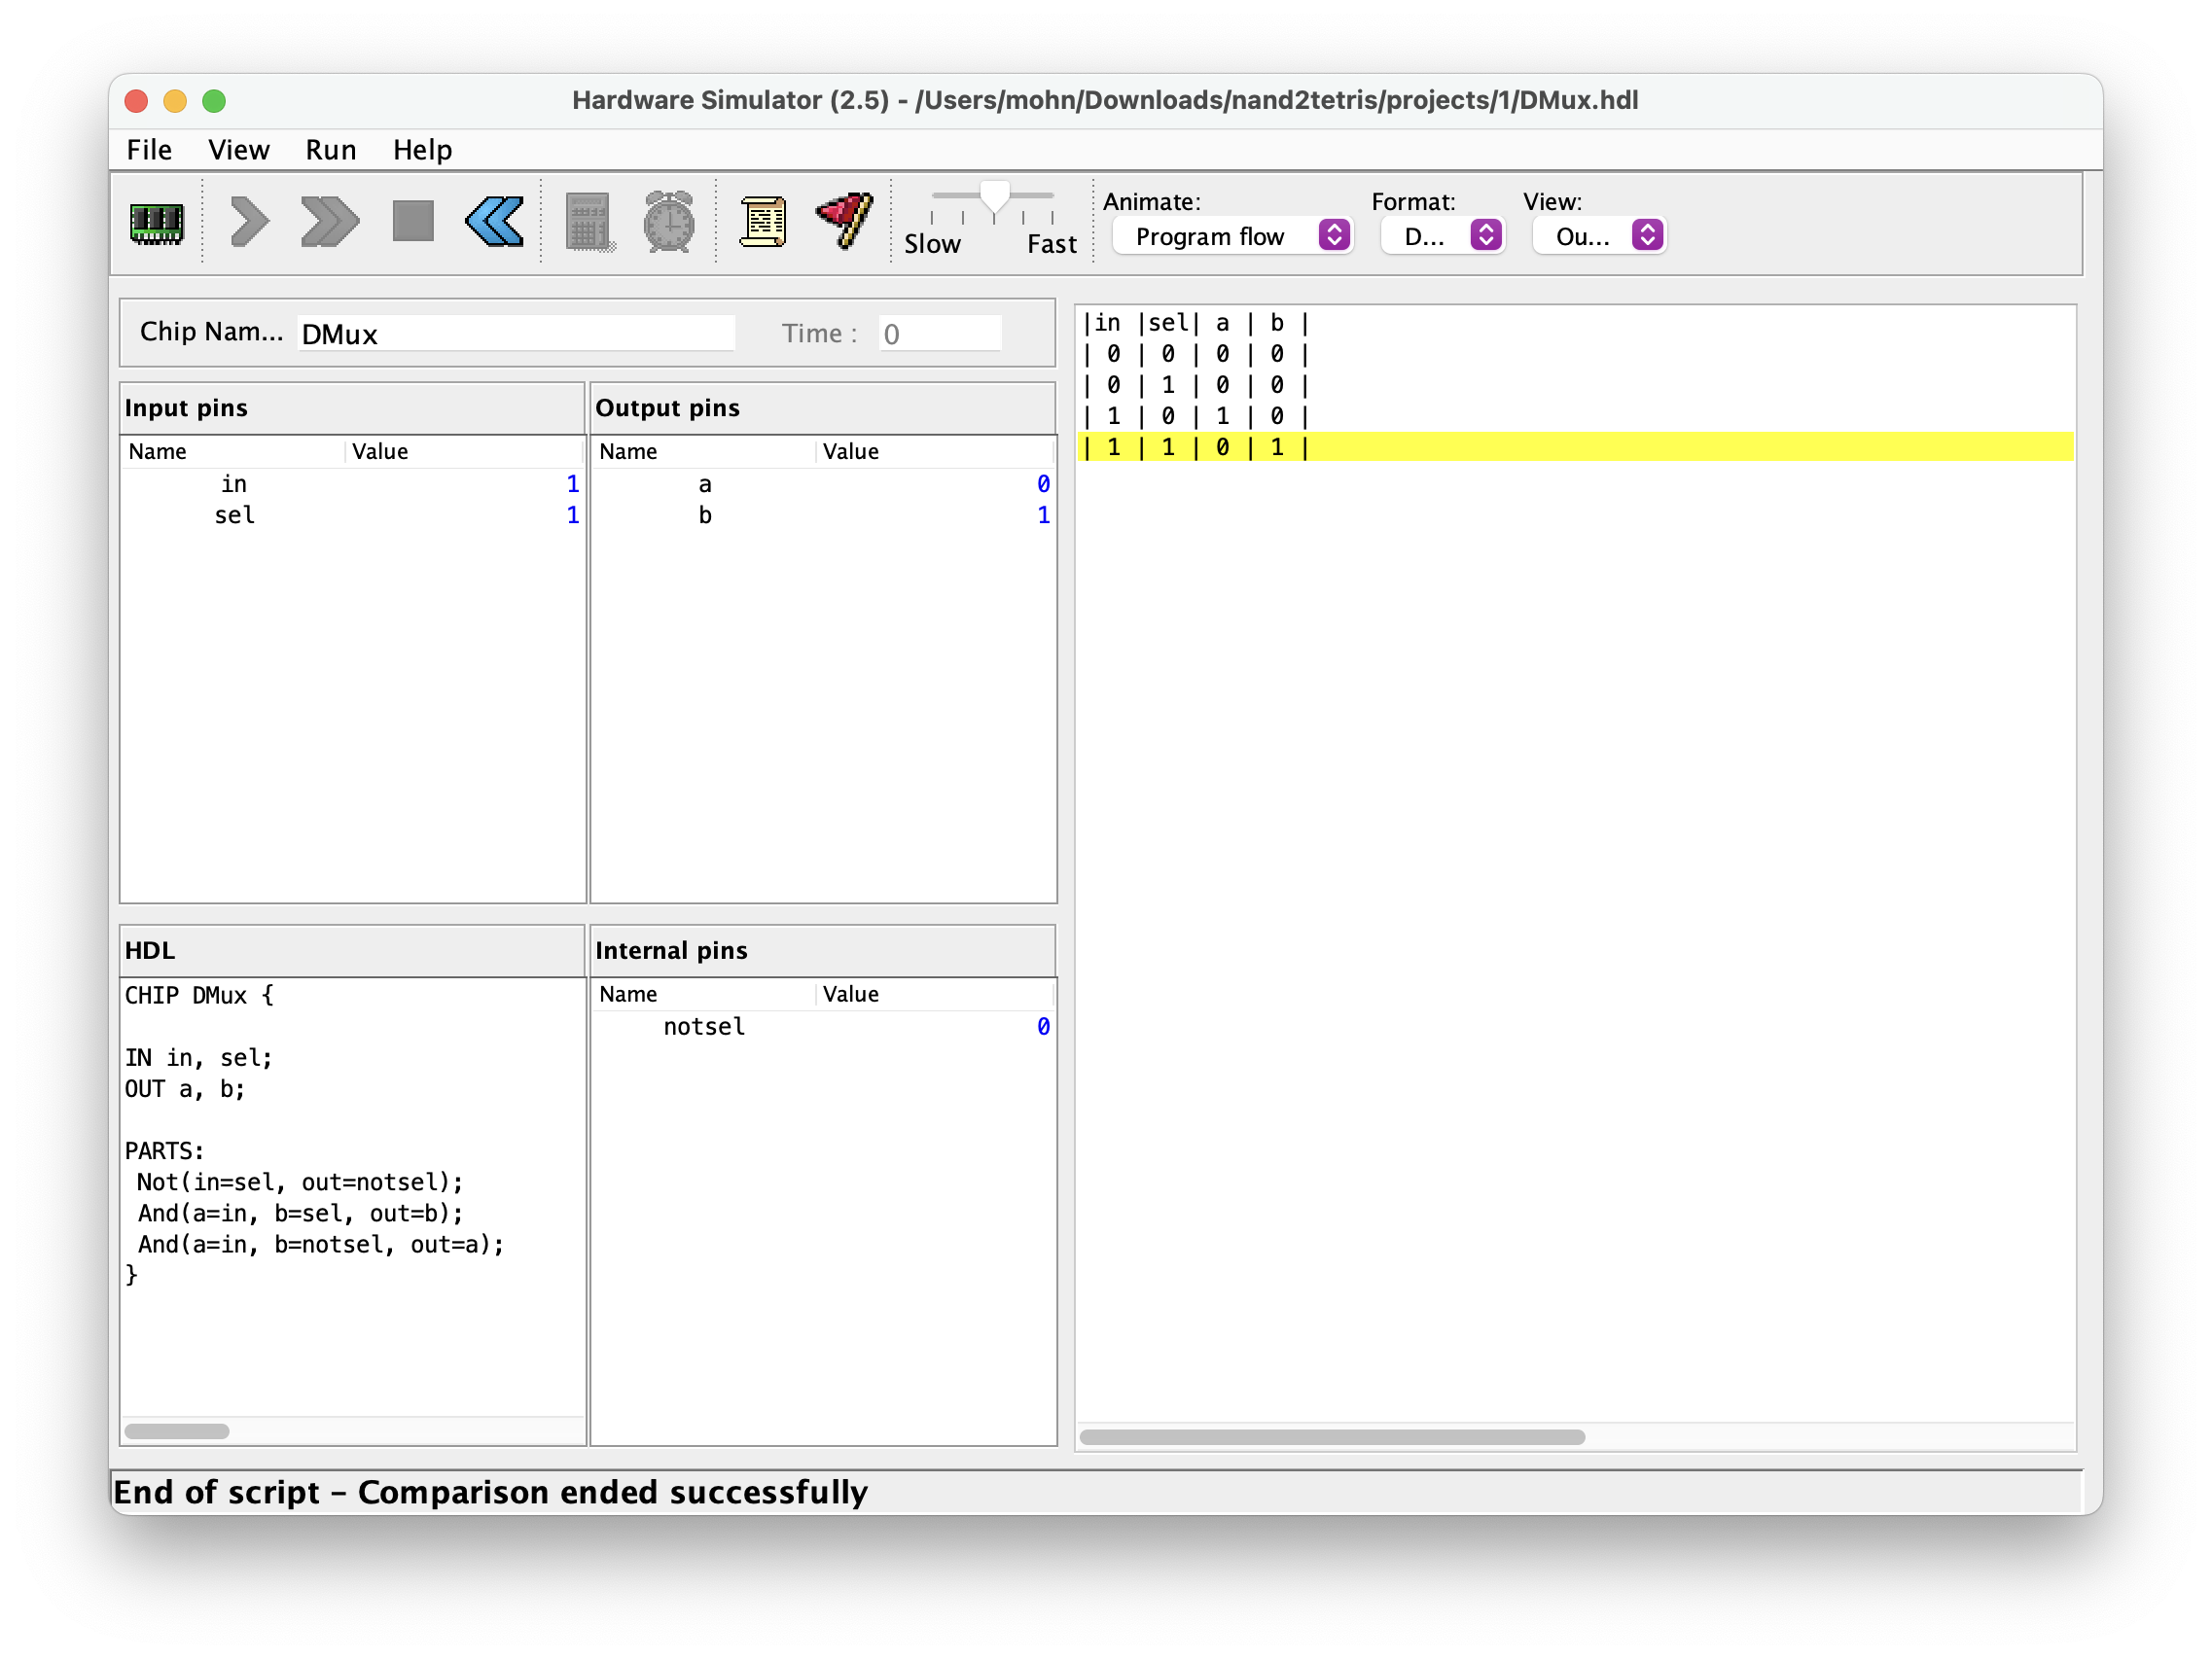 Hardware Simulator (2.5) - /Users/mohn/Downloads/nand2tetris/projects/1/DMux.hdl
File View Run Help
Slow Fast
Animate: Format: View:
Program flow D... Ou...
Chip Nam... DMux Time : 0
Input pins
Name Value
in 1
sel 1
Output pins
Name Value
a 0
b 1
HDL
CHIP DMux {
IN in, sel;
OUT a, b;
PARTS:
Not(in=sel, out=notsel);
And(a=in, b=sel, out=b);
And(a=in, b=notsel, out=a);
}
Internal pins
Name Value
notsel 0
|in |sel| a | b |
| 0 | 0 | 0 | 0 |
| 0 | 1 | 0 | 0 |
| 1 | 0 | 1 | 0 |
| 1 | 1 | 0 | 1 |
End of script – Comparison ended successfully